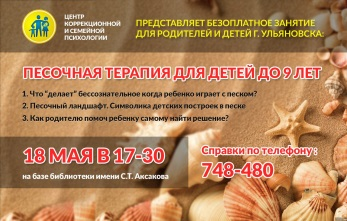 ЦЕНТР
КОРРЕКЦИОННОЙ
И СЕМЕЙНОЙ
ПСИХОЛОГИИ
ПРЕДСТАВЛЯЕТ БЕЗОПЛАТНОЕ ЗАНЯТИЕ
ДЛЯ РОДИТЕЛЕЙ И ДЕТЕЙ Г. УЛЬЯНОВСКА:
ПЕСОЧНАЯ ТЕРАПИЯ ДЛЯ ДЕТЕЙ ДО 9 ЛЕТ
1. Что "делает" бессознательное когда ребенко играет с песком?
2. Песочный ландшафт. Символика детских построек в песке
3. Как родителю помоч ребенку самому найти решение?
18 МАЯ В 17-30
на базе библиотеки имени С.Т. Аксакова
Справки по телефону :
748-480